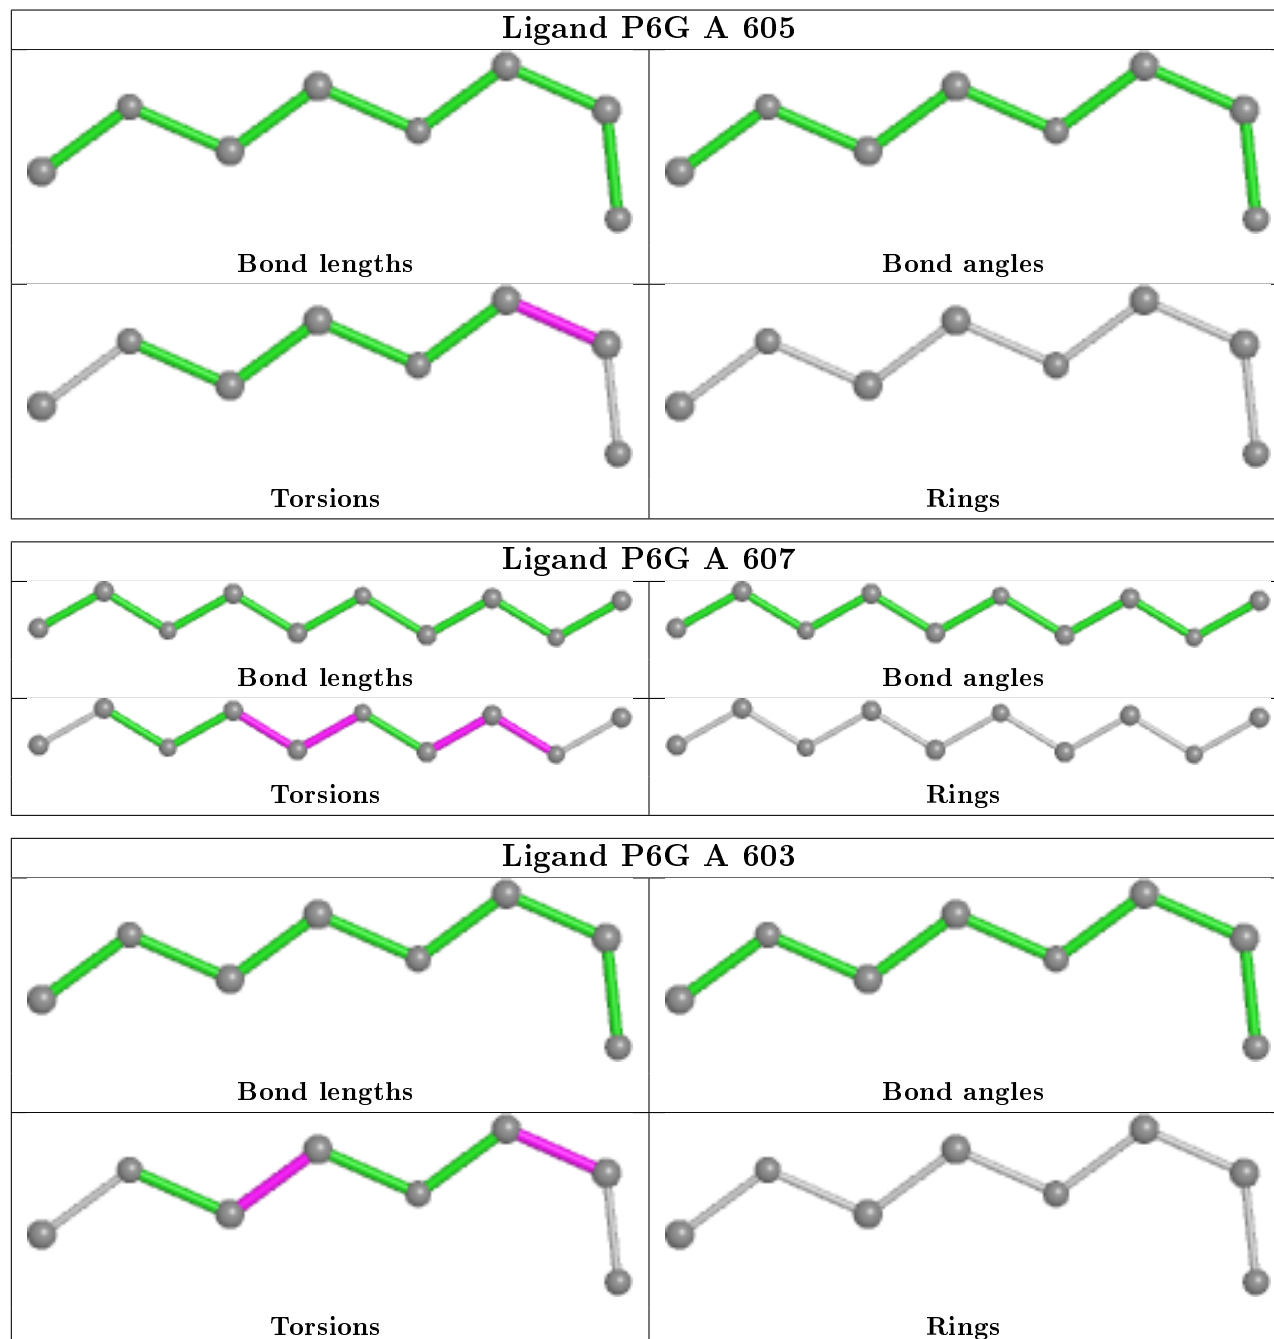 Ligand P6G A 605
Bond lengths
Bond angles
Torsions
Rings
Ligand P6G A 607
Bond lengths
Bond angles
Torsions
Rings
Ligand P6G A 603
Bond lengths
Bond angles
Torsions
Rings